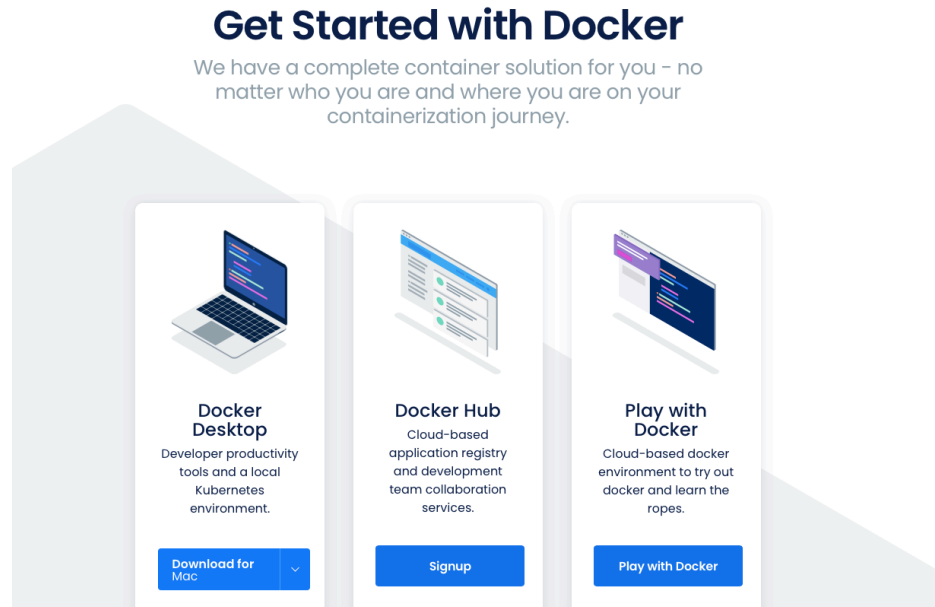 Get Started with Docker
We have a complete container solution for you - no
matter who you are and where you are on your
containerization journey.
Docker
Desktop
Developer productivity
tools and a local
Kubernetes
environment.
Download for
Mac
Docker Hub
Cloud-based
application registry
and development
team collaboration
services.
Signup
Play with
Docker
Cloud-based docker
environment to try out
docker and learn the
ropes.
Play with Docker